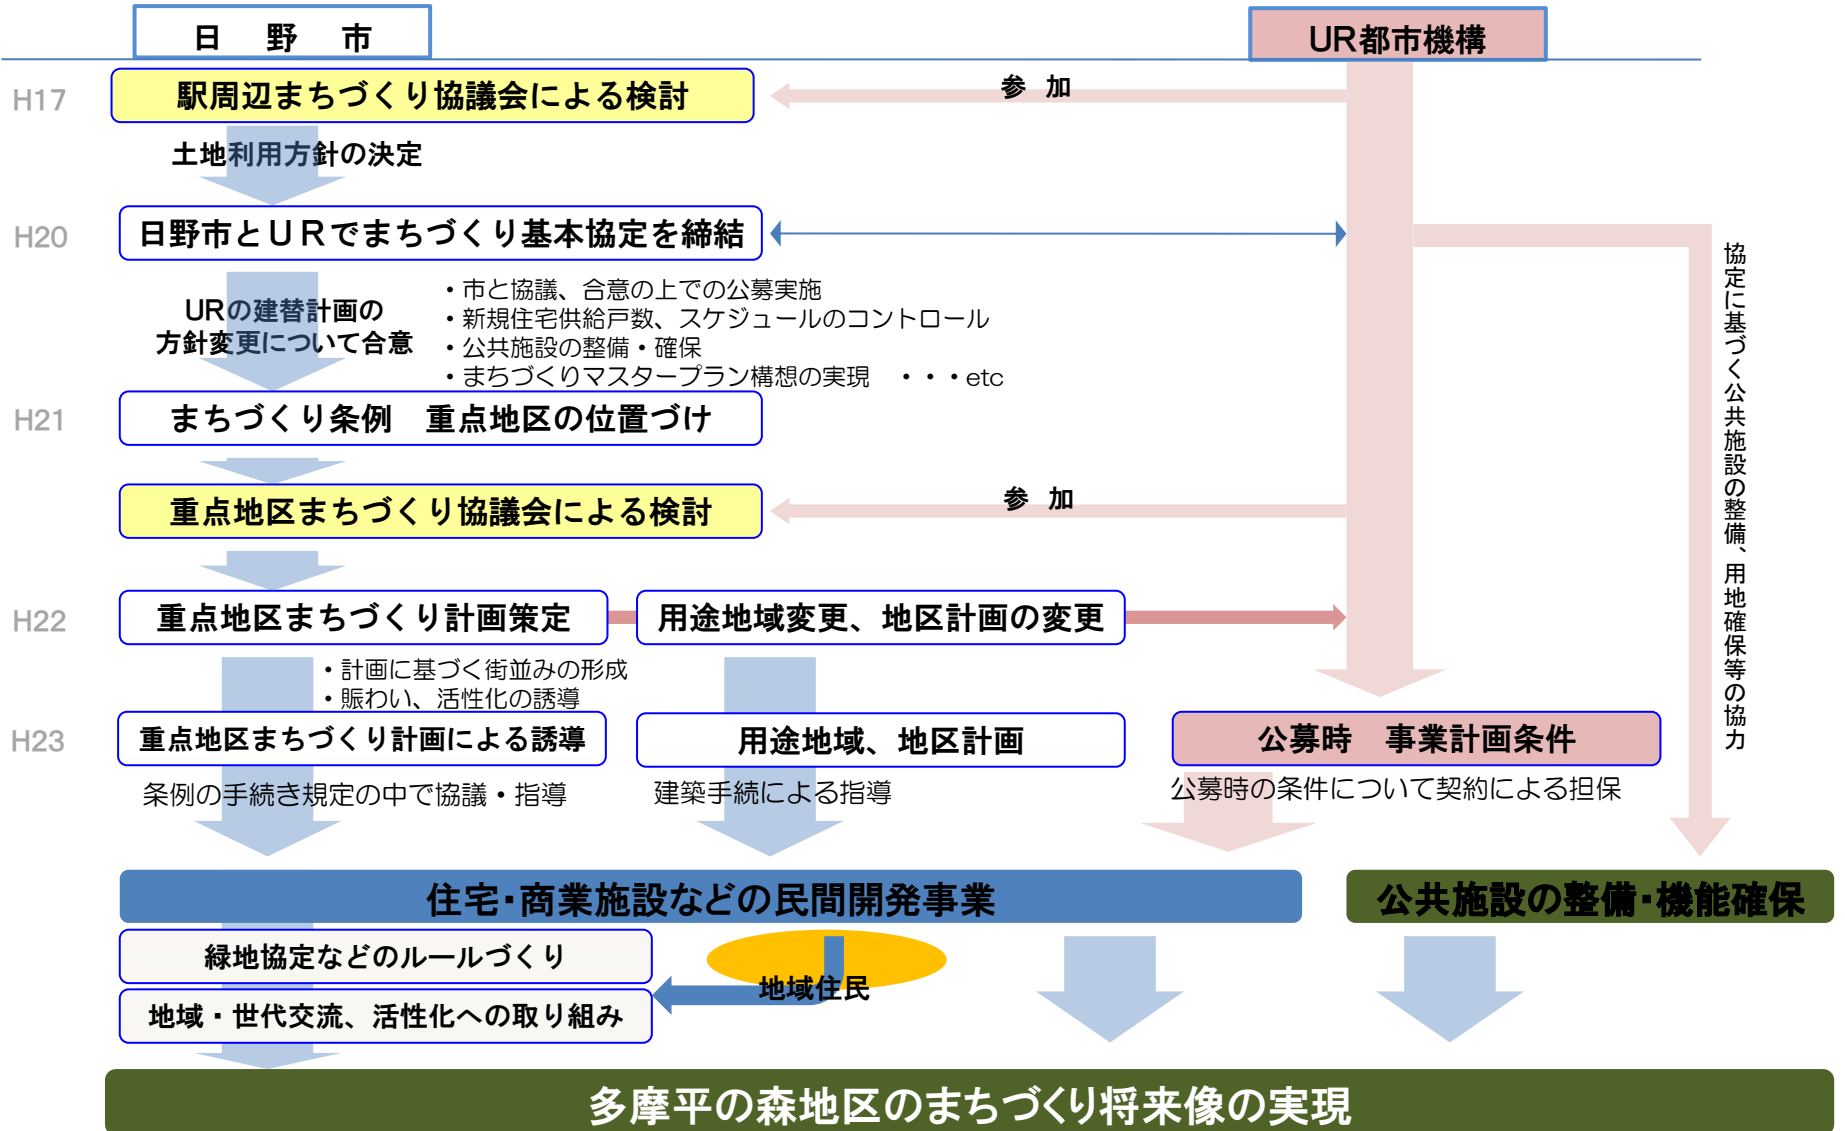 日　野　市
UR都市機構
H17
駅周辺まちづくり協議会による検討
参　加
土地利用方針の決定
H20
日野市とＵＲでまちづくり基本協定を締結
URの建替計画の
方針変更について合意
・市と協議、合意の上での公募実施
・新規住宅供給戸数、スケジュールのコントロール
・公共施設の整備・確保
・まちづくりマスタープラン構想の実現　・・・etc
協定に基づく公共施設の整備、用地確保等の協力
H21
まちづくり条例　重点地区の位置づけ
重点地区まちづくり協議会による検討
参　加
H22
重点地区まちづくり計画策定
用途地域変更、地区計画の変更
・計画に基づく街並みの形成
・賑わい、活性化の誘導
H23
重点地区まちづくり計画による誘導
用途地域、地区計画
公募時　事業計画条件
条例の手続き規定の中で協議・指導
建築手続による指導
公募時の条件について契約による担保
住宅・商業施設などの民間開発事業
公共施設の整備・機能確保
緑地協定などのルールづくり
地域住民
地域・世代交流、活性化への取り組み
多摩平の森地区のまちづくり将来像の実現